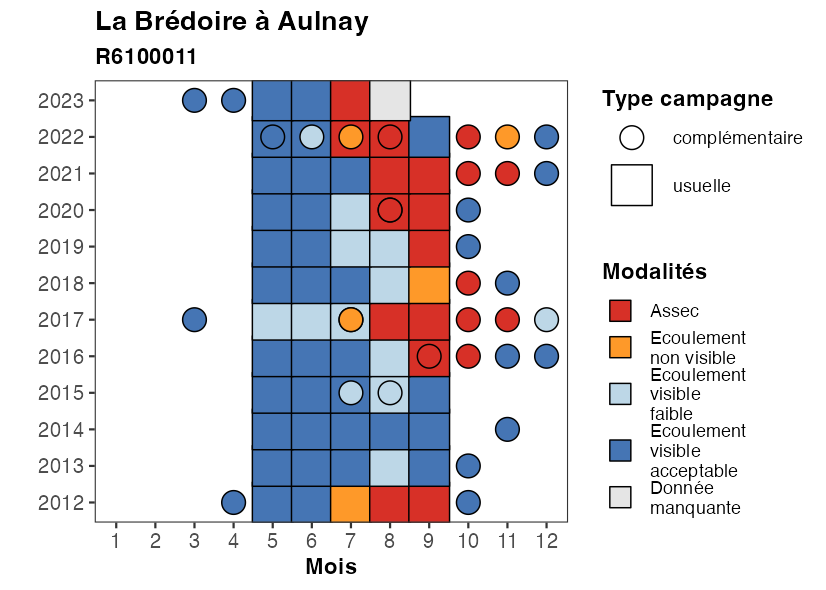 La Brédoire à Aulnay
R6100011
2023
2022
2021
2020
2019
2018
2017
2016
2015
2014
2013
2012
1 2 3 4 5 6 7 8 9 10 11 12
Mois
Type campagne
complémentaire
usuelle
Modalités
Assec
Ecoulement
non visible
Ecoulement
visible
faible
Ecoulement
visible
acceptable
Donnée
manquante